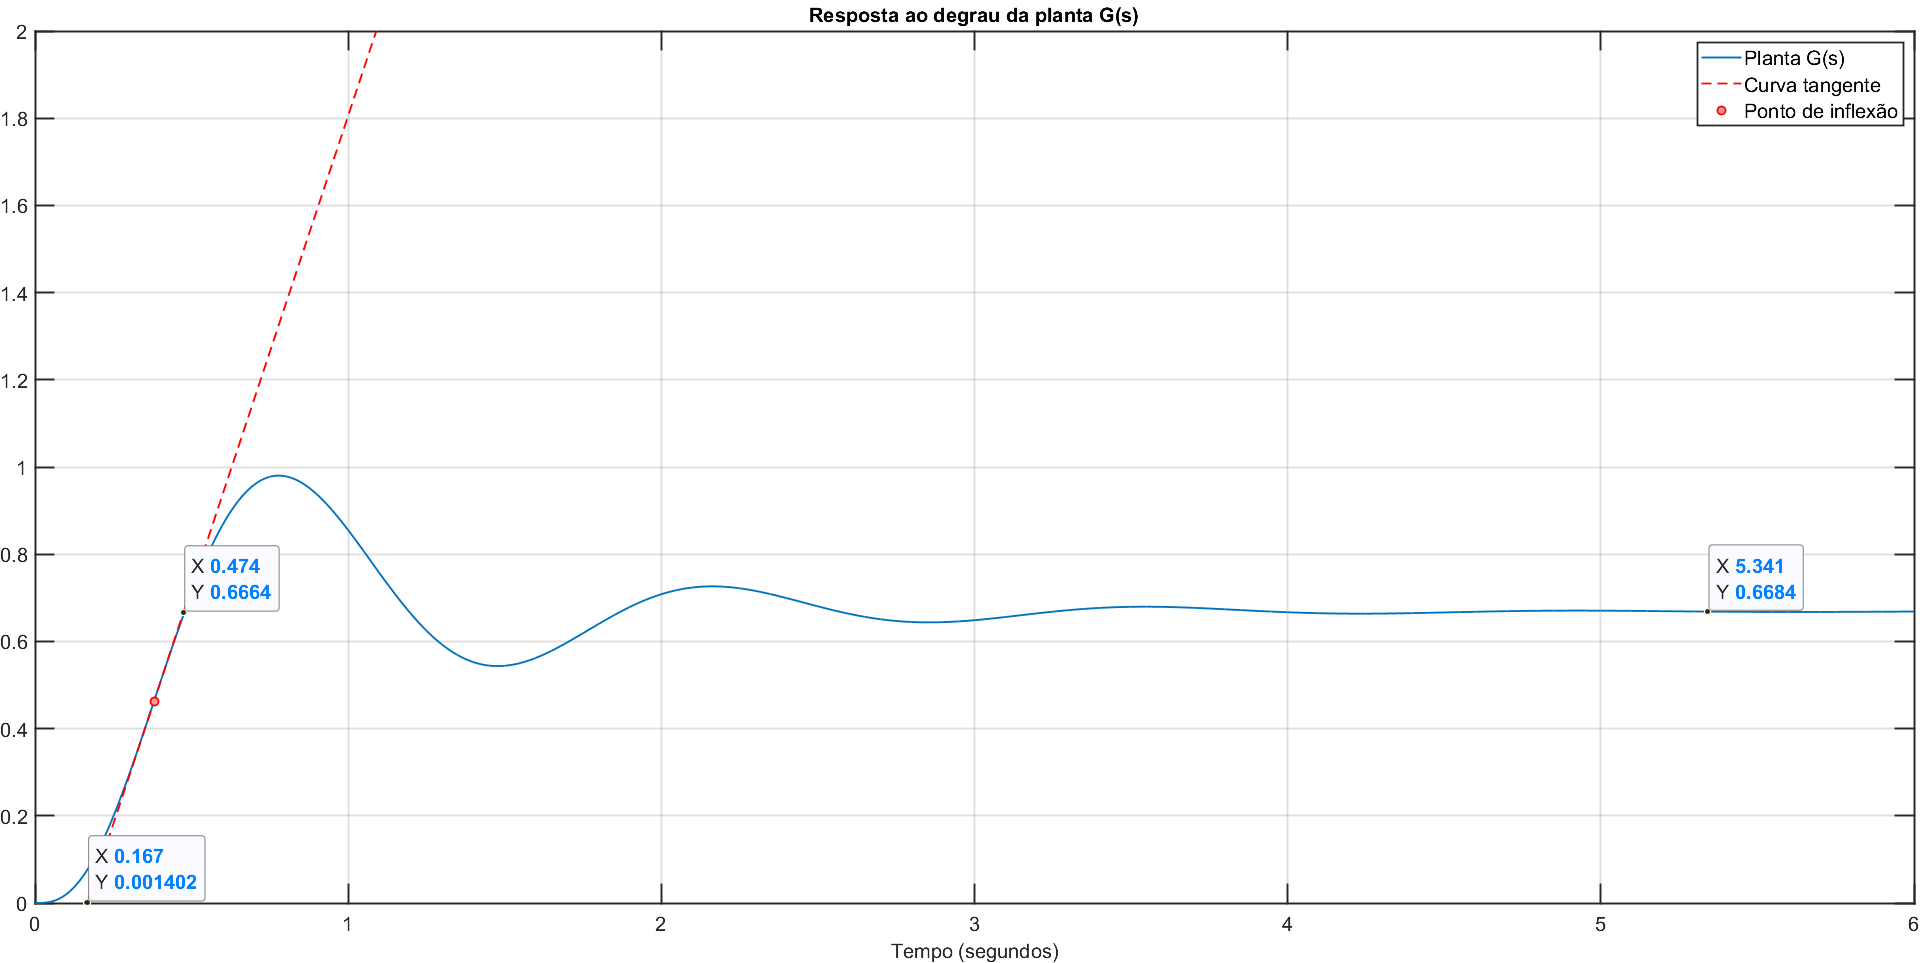 Resposta ao degrau da planta G(s)
2
1.8
1.6
1.4
1.2
1
0.8
0.6
0.4
0.2
0
Planta G(s)
Curva tangente
Ponto de inflexão
X 0.474
Y 0.6664
X 5.341
Y 0.6684
X 0.167
Y 0.001402
0 1 2 3 4 5 6
Tempo (segundos)